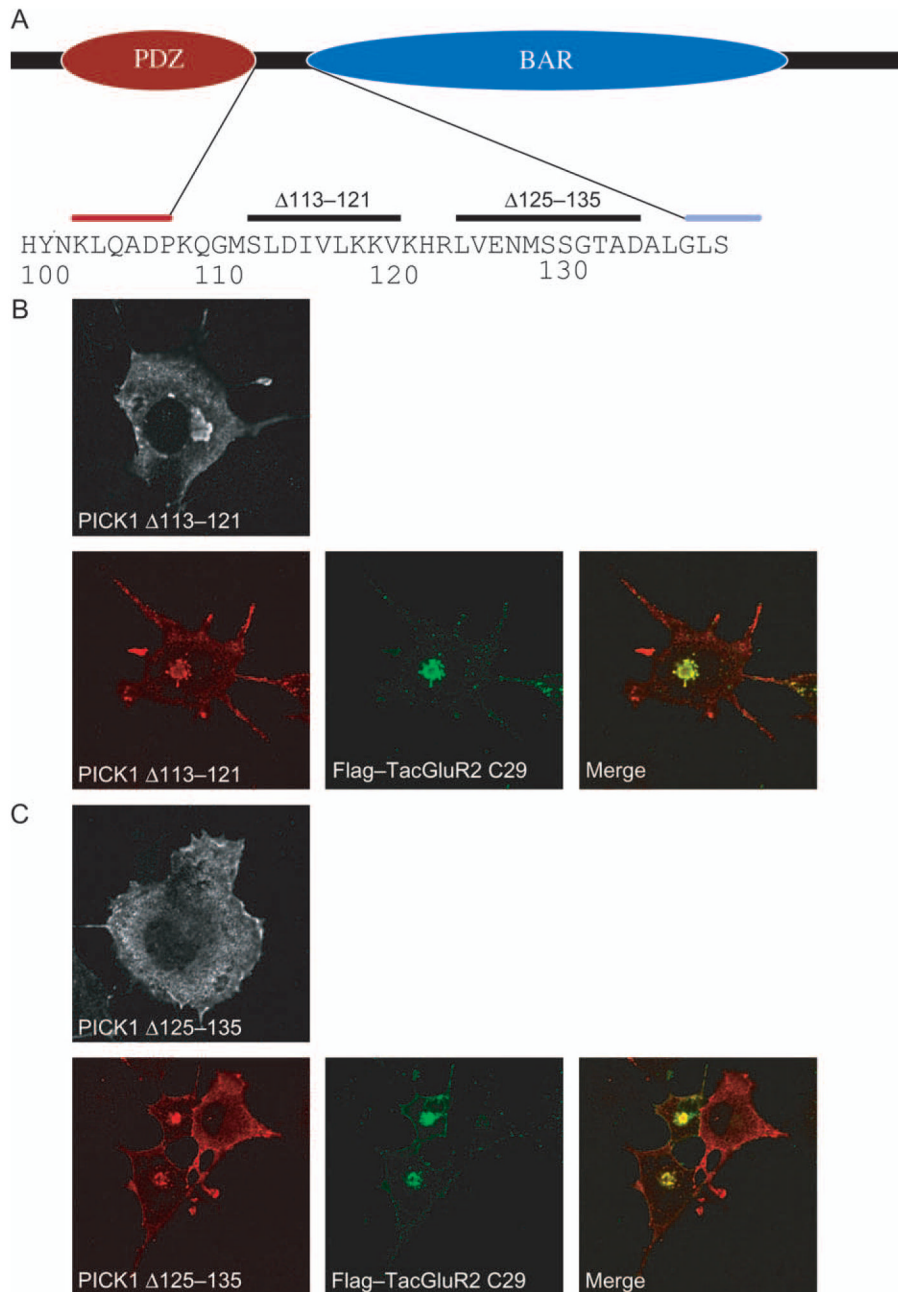 A
PDZ BAR
Δ113–121 Δ125–135
HYNKLQADPKQGMSLDIVLKKVKHRLVENMSSGTADALGLS
100 110 120 130
B
PICK1 Δ113–121
PICK1 Δ113–121 Flag–TacGluR2 C29 Merge
C
PICK1 Δ125–135
PICK1 Δ125–135 Flag–TacGluR2 C29 Merge